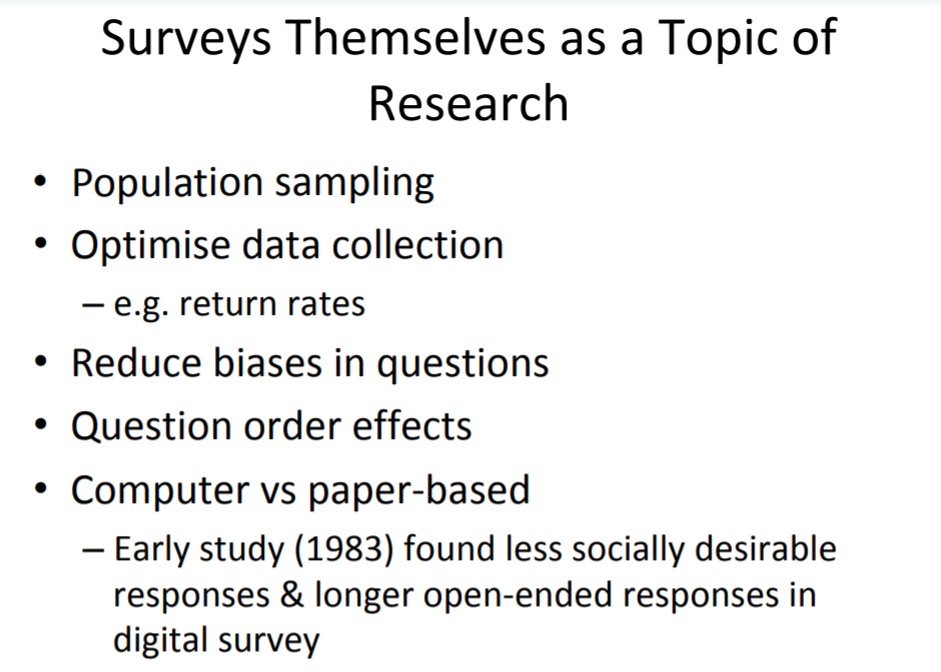 Surveys Themselves as a Topic of
Research
• Population sampling
• Optimise data collection
– e.g. return rates
• Reduce biases in questions
• Question order effects
• Computer vs paper-based
– Early study (1983) found less socially desirable
responses & longer open-ended responses in
digital survey